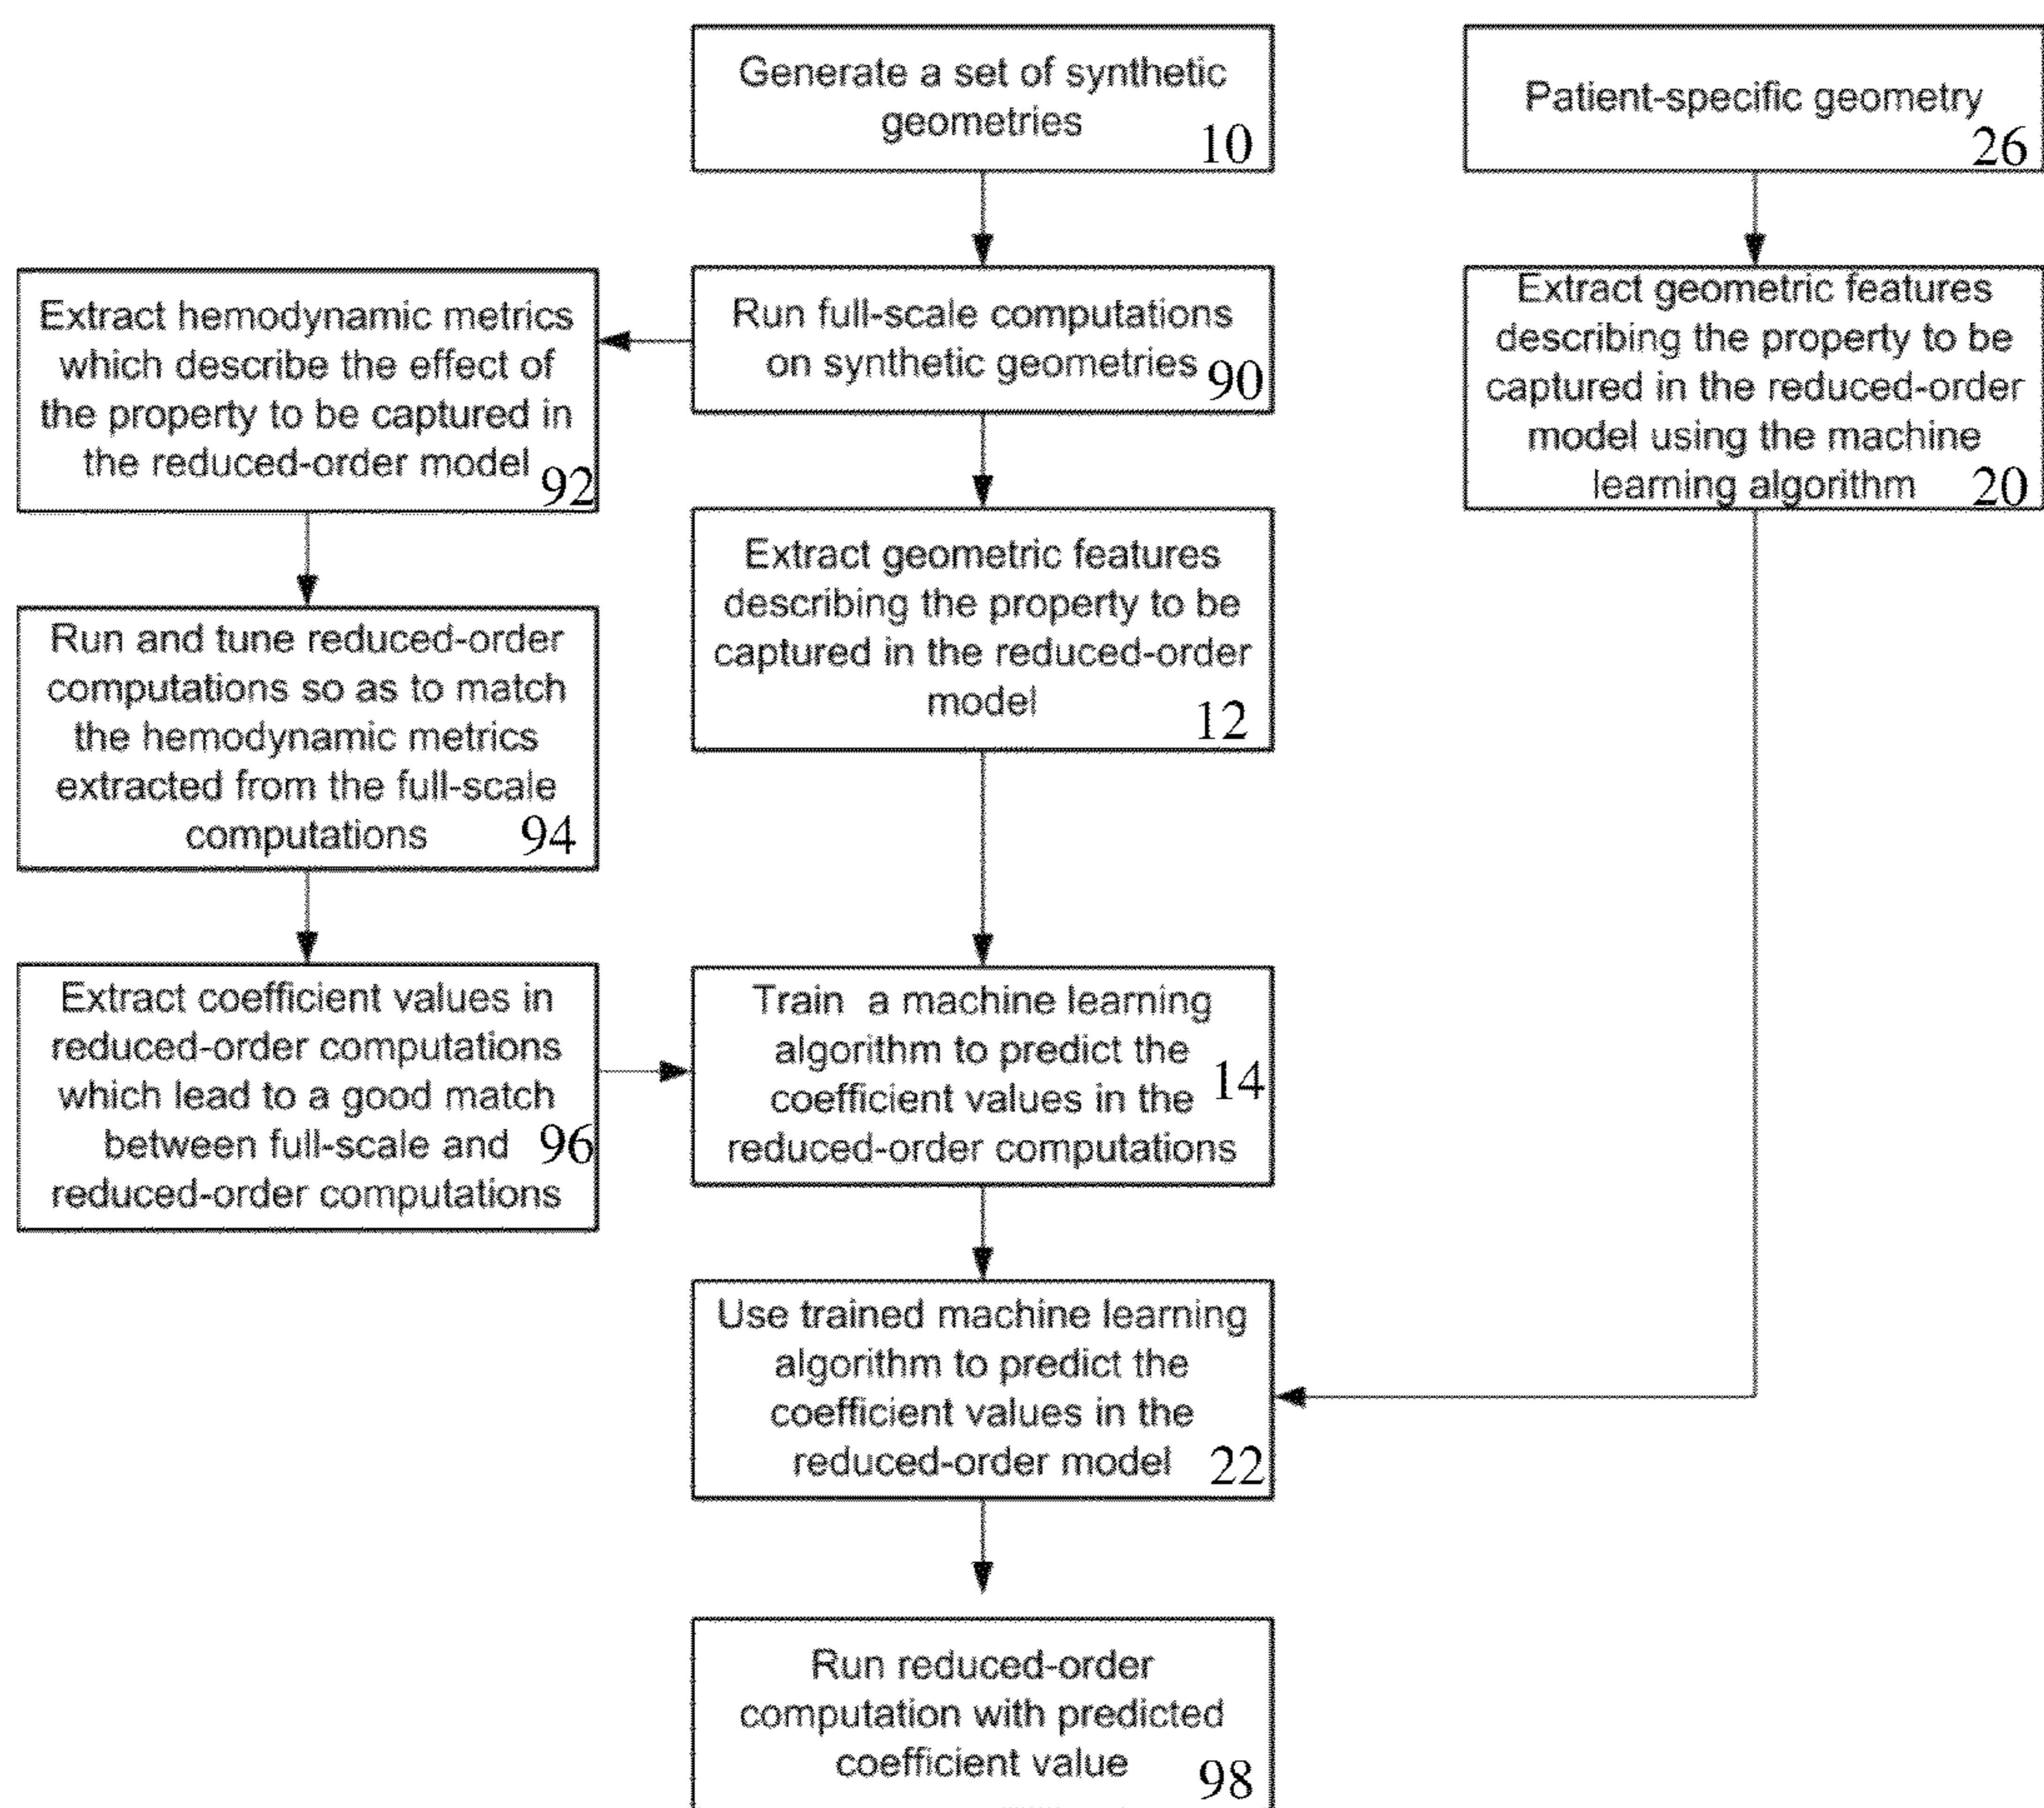 Generate a set of synthetic
geometries
10
Patient-specific geometry
26
Extract hemodynamic metrics
which describe the effect of
the property to be captured in
the reduced-order model
92
Run full-scale computations
on synthetic geometries
90
Extract geometric features
describing the property to be
captured in the reduced-order
model using the machine
learning algorithm
20
Extract geometric features
describing the property to be
captured in the reduced-order
model
12
Run and tune reduced-order
computations so as to match
the hemodynamic metrics
extracted from the full-scale
computations
94
Extract coefficient values in
reduced-order computations
which lead to a good match
between full-scale and
reduced-order computations
96
Train a machine learning
algorithm to predict the
coefficient values in the
reduced-order computations
14
Use trained machine learning
algorithm to predict the
coefficient values in the
reduced-order model
22
Run reduced-order
computation with predicted
coefficient value
98